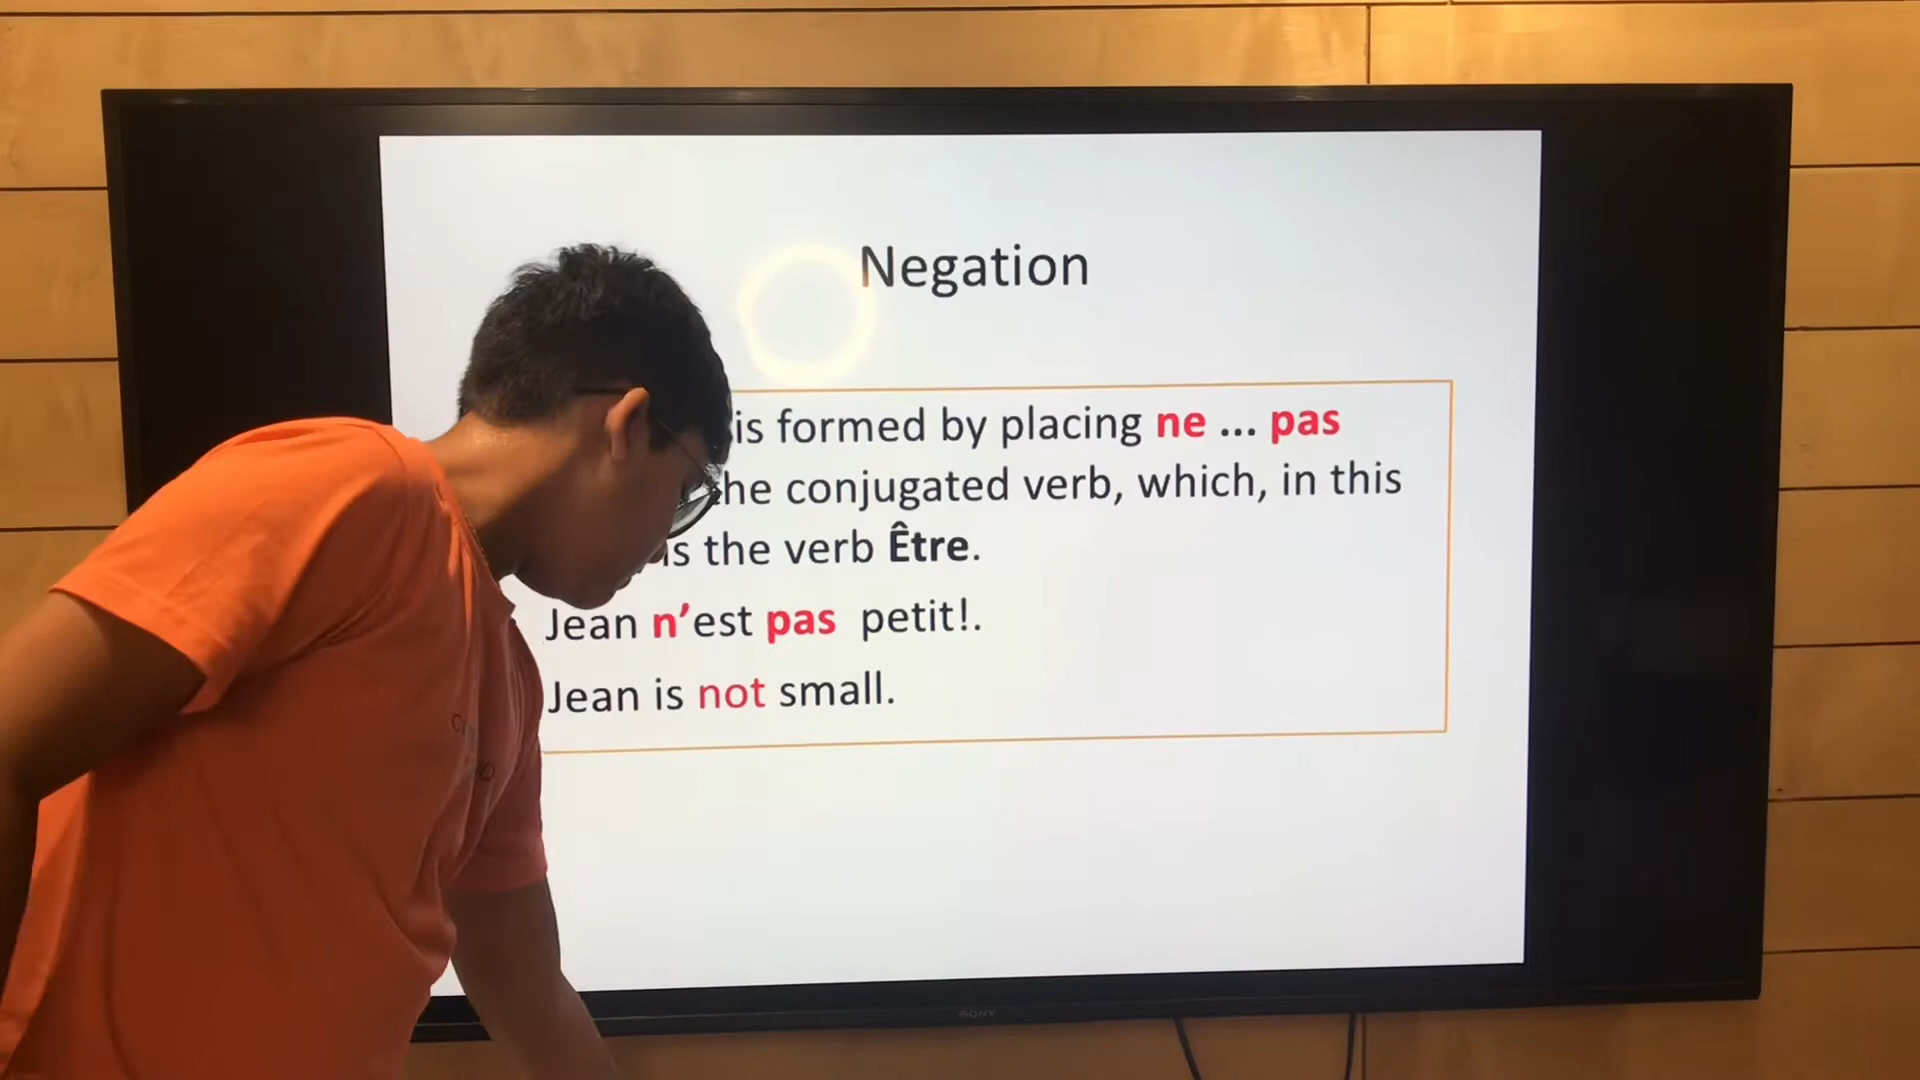 Negation
is formed by placing ne ... pas
the conjugated verb, which, in this
is the verb Être.
Jean n’est pas petit!.
Jean is not small.
SONY